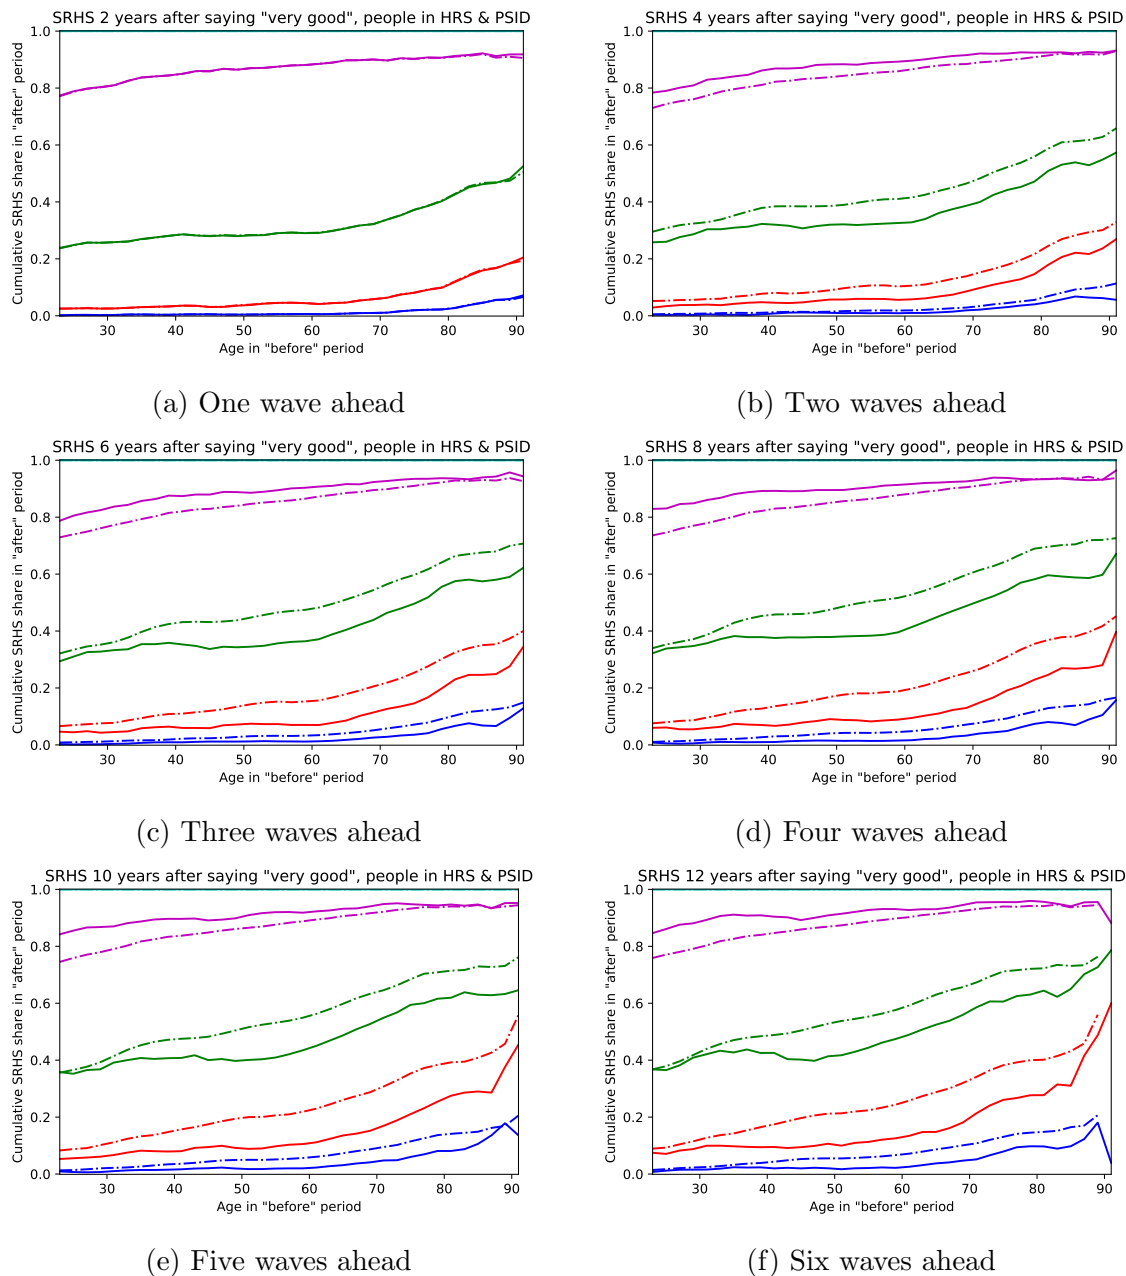 SRHS 2 years after saying "very good", people in HRS & PSID
Cumulative SRHS share in "after" period
1.0
0.8
0.6
0.4
0.2
0.0
30 40 50 60 70 80 90
Age in "before" period
(a) One wave ahead
SRHS 4 years after saying "very good", people in HRS & PSID
Cumulative SRHS share in "after" period
1.0
0.8
0.6
0.4
0.2
0.0
30 40 50 60 70 80 90
Age in "before" period
(b) Two waves ahead
SRHS 6 years after saying "very good", people in HRS & PSID
Cumulative SRHS share in "after" period
1.0
0.8
0.6
0.4
0.2
0.0
30 40 50 60 70 80 90
Age in "before" period
(c) Three waves ahead
SRHS 8 years after saying "very good", people in HRS & PSID
Cumulative SRHS share in "after" period
1.0
0.8
0.6
0.4
0.2
0.0
30 40 50 60 70 80 90
Age in "before" period
(d) Four waves ahead
SRHS 10 years after saying "very good", people in HRS & PSID
Cumulative SRHS share in "after" period
1.0
0.8
0.6
0.4
0.2
0.0
30 40 50 60 70 80 90
Age in "before" period
(e) Five waves ahead
SRHS 12 years after saying "very good", people in HRS & PSID
Cumulative SRHS share in "after" period
1.0
0.8
0.6
0.4
0.2
0.0
30 40 50 60 70 80 90
Age in "before" period
(f) Six waves ahead